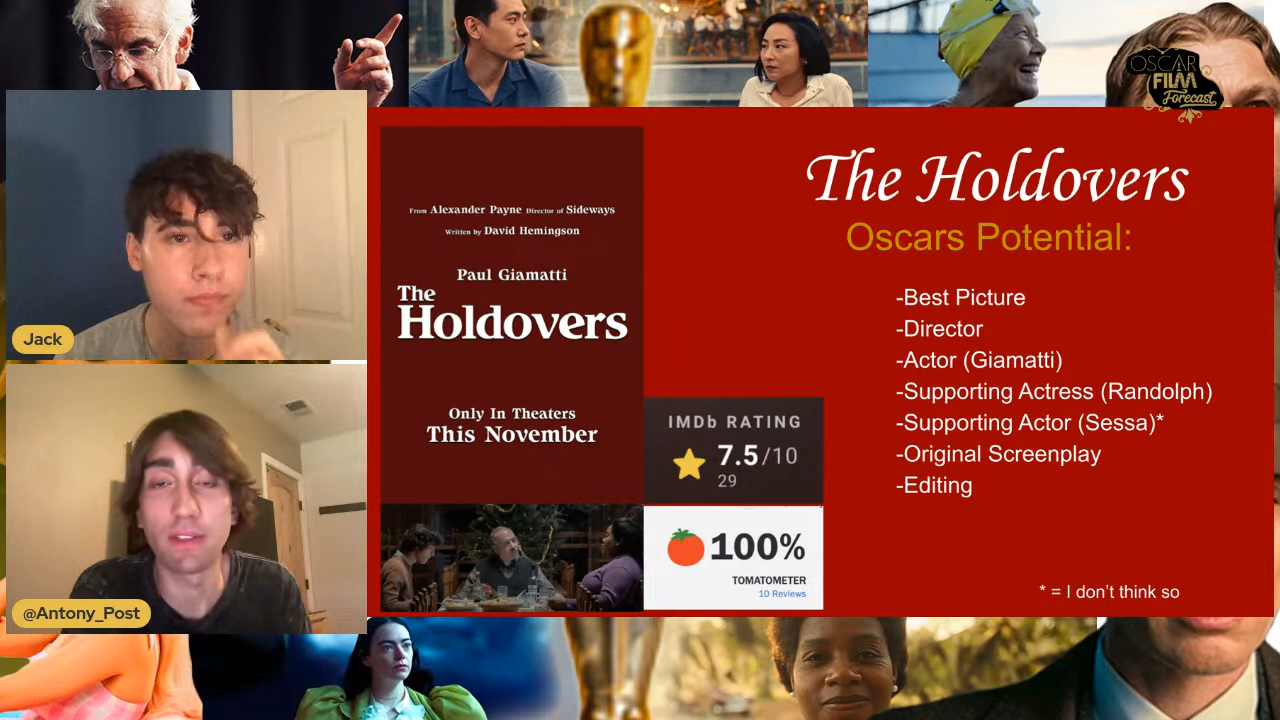 OSCAR
FILM
Forecast
The Holdovers
Oscars Potential:
From Alexander Payne Director of Sideways
Written by David Hemingson
Paul Giamatti
The
Holdovers
Only In Theaters
This November
IMDb RATING
7.5/10
29
100%
TOMATOMETER
10 Reviews
-Best Picture
-Director
-Actor (Giamatti)
-Supporting Actress (Randolph)
-Supporting Actor (Sessa)*
-Original Screenplay
-Editing
* = I don’t think so
Jack
@Antony_Post